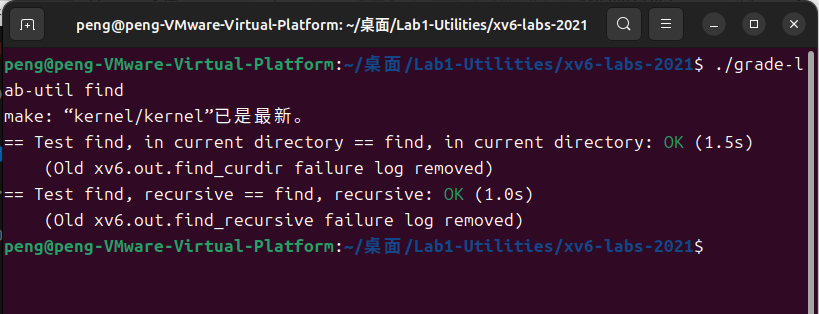 peng@peng-VMware-Virtual-Platform: ~/桌面/Lab1-Utilities/xv6-labs-2021
peng@peng-VMware-Virtual-Platform:~/桌面/Lab1-Utilities/xv6-labs-2021$ ./grade-l
ab-util find
make: “kernel/kernel”已是最新。
== Test find, in current directory == find, in current directory: OK (1.5s)
    (Old xv6.out.find_curdir failure log removed)
== Test find, recursive == find, recursive: OK (1.0s)
    (Old xv6.out.find_recursive failure log removed)
peng@peng-VMware-Virtual-Platform:~/桌面/Lab1-Utilities/xv6-labs-2021$